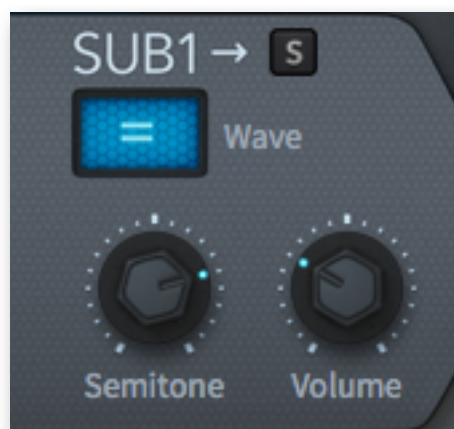 SUB1→ S
= Wave
Semitone Volume